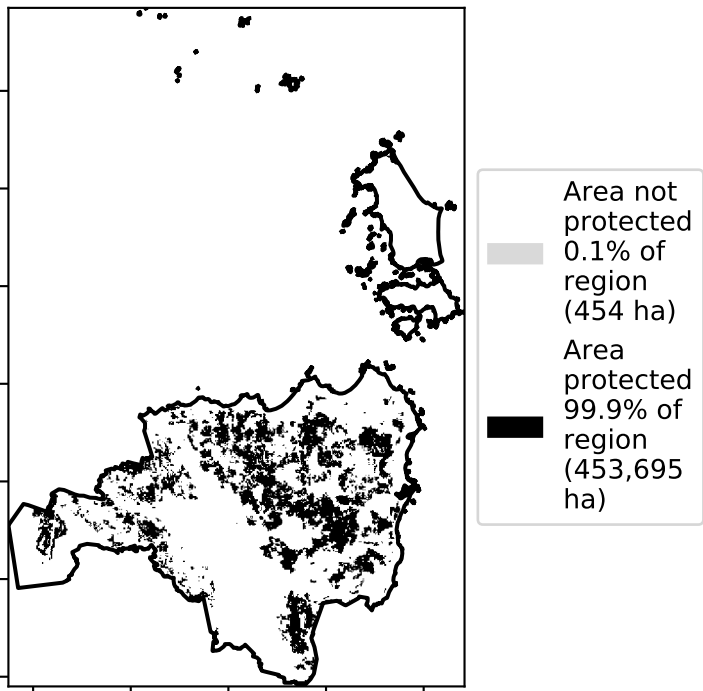 Area not
protected
0.1% of
region
(454 ha)
Area
protected
99.9% of
region
(453,695
ha)